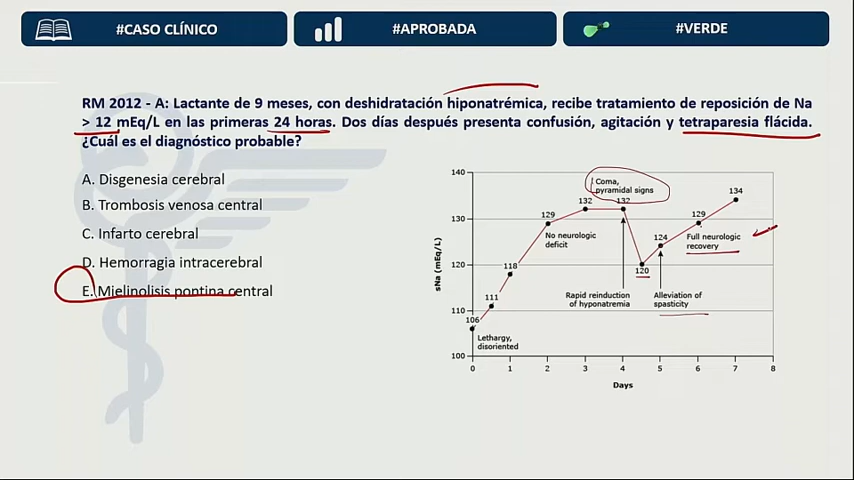 #CASO CLÍNICO
#APROBADA
#VERDE
RM 2012 - A: Lactante de 9 meses, con deshidratación hiponatrémica, recibe tratamiento de reposición de Na
> 12 mEq/L en las primeras 24 horas. Dos días después presenta confusión, agitación y tetraparesia flácida.
¿Cuál es el diagnóstico probable?
A. Disgenesia cerebral
B. Trombosis venosa central
C. Infarto cerebral
D. Hemorragia intracerebral
E. Mielinolisis pontina central
sNa (mEq/L)
140
130
120
110
100
106
111
118
129
132
132
120
124
129
134
Lethargy,
disoriented
No neurologic
deficit
Coma,
pyramidal signs
Rapid reinduction
of hyponatremia
Alleviation of
spasticity
Full neurologic
recovery
0 1 2 3 4 5 6 7 8
Days